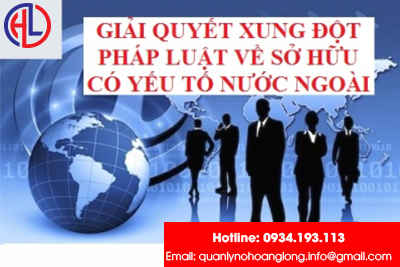 HL
GIẢI QUYẾT XUNG ĐỘT
PHÁP LUẬT VỀ SỞ HỮU
CÓ YẾU TỐ NƯỚC NGOÀI
Hotline: 0934.193.113
Email: quanlynohoanglong.info@gmail.com